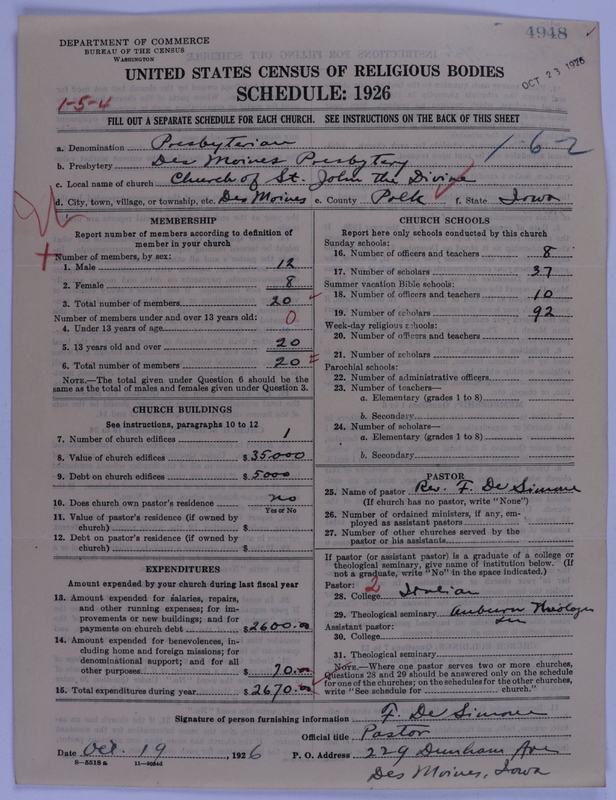 4948
DEPARTMENT OF COMMERCE
BUREAU OF THE CENSUS
WASHINGTON
OCT 23 1926
UNITED STATES CENSUS OF RELIGIOUS BODIES
SCHEDULE: 1926
1-5-4
FILL OUT A SEPARATE SCHEDULE FOR EACH CHURCH. SEE INSTRUCTIONS ON THE BACK OF THIS SHEET
a. Denomination Presbyterian
b. Presbytery Des Moines Presbytery
162
c. Local name of church Church of St. John the Divine
d. City, town, village, or township, etc. Des Moines e. County Polk f. State Iowa
MEMBERSHIP
Report number of members according to definition of
member in your church
Number of members, by sex:
1. Male 12
2. Female 8
3. Total number of members 20
Number of members under and over 13 years old:
4. Under 13 years of age 0
5. 13 years old and over 20
6. Total number of members 20
NOTE.—The total given under Question 6 should be the
same as the total of males and females given under Question 3.
CHURCH BUILDINGS
See instructions, paragraphs 10 to 12
7. Number of church edifices 1
8. Value of church edifices $ 35.000
9. Debt on church edifices $ 5000
10. Does church own pastor's residence no
Yes or No
11. Value of pastor's residence (if owned by
church) $
12. Debt on pastor's residence (if owned by
church) $
EXPENDITURES
Amount expended by your church during last fiscal year
13. Amount expended for salaries, repairs,
and other running expenses; for im-
provements or new buildings; and for
payments on church debt $ 2600.00
14. Amount expended for benevolences, in-
cluding home and foreign missions; for
denominational support; and for all
other purposes $ 70.00
15. Total expenditures during year $ 2670.00
CHURCH SCHOOLS
Report here only schools conducted by this church
Sunday schools:
16. Number of officers and teachers 8
17. Number of scholars 37
Summer vacation Bible schools:
18. Number of officers and teachers 10
19. Number of scholars 92
Week-day religious schools:
20. Number of officers and teachers
21. Number of scholars
Parochial schools:
22. Number of administrative officers
23. Number of teachers—
a. Elementary (grades 1 to 8)
b. Secondary
24. Number of scholars—
a. Elementary (grades 1 to 8)
b. Secondary
PASTOR
25. Name of pastor Rev. F. De Simone
(If church has no pastor, write "None")
26. Number of ordained ministers, if any, em-
ployed as assistant pastors
27. Number of other churches served by the
pastor or his assistants
If pastor (or assistant pastor) is a graduate of a college or
theological seminary, give name of institution below. (If
not a graduate, write "No" in the space indicated.)
Pastor: 2
28. College Italian
29. Theological seminary Auburn Theologic
Assistant pastor:
30. College
31. Theological seminary
NOTE.—Where one pastor serves two or more churches,
Questions 28 and 29 should be answered only on the schedule
for one of the churches; on the schedules for the other churches,
write "See schedule for church."
Signature of person furnishing information F. De Simone
Official title Pastor
Date Oct. 19, 1926 P. O. Address 229 Dunham Ave
8—5518a 11—9054d Des Moines, Iowa